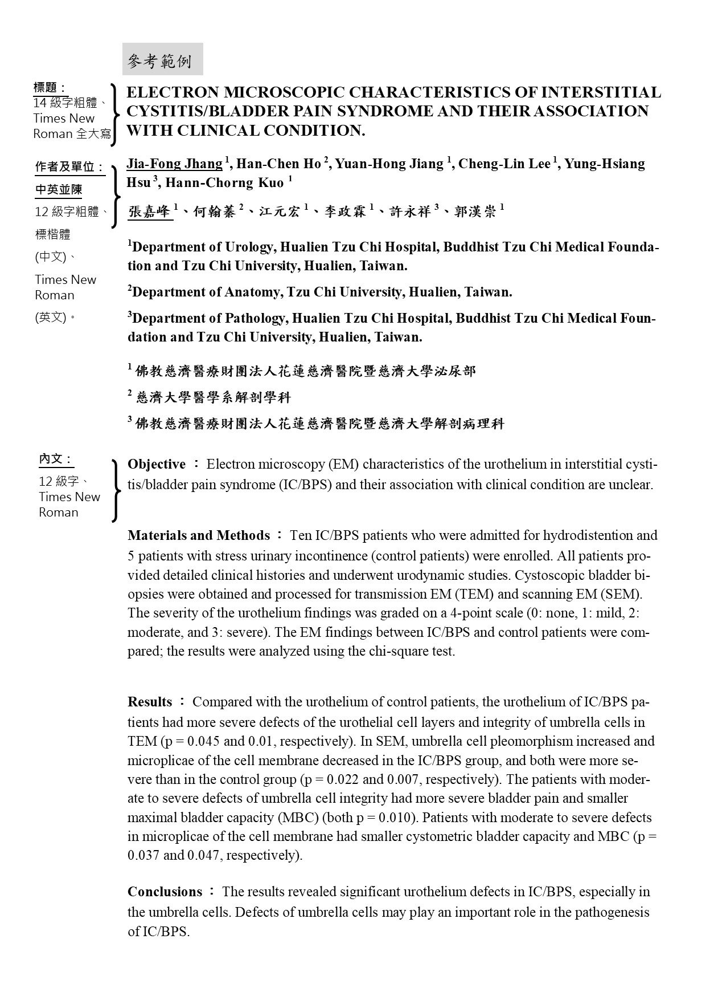 參考範例
標題：
14 級字粗體、
Times New
Roman 全大寫
ELECTRON MICROSCOPIC CHARACTERISTICS OF INTERSTITIAL
CYSTITIS/BLADDER PAIN SYNDROME AND THEIR ASSOCIATION
WITH CLINICAL CONDITION.
作者及單位：
中英並陳
12 級字粗體、
標楷體
(中文)、
Times New
Roman
(英文)。
Jia-Fong Jhang 1, Han-Chen Ho 2, Yuan-Hong Jiang 1, Cheng-Lin Lee 1, Yung-Hsiang
Hsu 3, Hann-Chorng Kuo 1
張嘉峰 1、何翰蓁 2、江元宏 1、李政霖 1、許永祥 3、郭漢崇 1
1Department of Urology, Hualien Tzu Chi Hospital, Buddhist Tzu Chi Medical Founda-
tion and Tzu Chi University, Hualien, Taiwan.
2Department of Anatomy, Tzu Chi University, Hualien, Taiwan.
3Department of Pathology, Hualien Tzu Chi Hospital, Buddhist Tzu Chi Medical Foun-
dation and Tzu Chi University, Hualien, Taiwan.
1 佛教慈濟醫療財團法人花蓮慈濟醫院暨慈濟大學泌尿部
2 慈濟大學醫學系解剖學科
3 佛教慈濟醫療財團法人花蓮慈濟醫院暨慈濟大學解剖病理科
內文：
12 級字、
Times New
Roman
Objective ： Electron microscopy (EM) characteristics of the urothelium in interstitial cysti-
tis/bladder pain syndrome (IC/BPS) and their association with clinical condition are unclear.
Materials and Methods ： Ten IC/BPS patients who were admitted for hydrodistention and
5 patients with stress urinary incontinence (control patients) were enrolled. All patients pro-
vided detailed clinical histories and underwent urodynamic studies. Cystoscopic bladder bi-
opsies were obtained and processed for transmission EM (TEM) and scanning EM (SEM).
The severity of the urothelium findings was graded on a 4-point scale (0: none, 1: mild, 2:
moderate, and 3: severe). The EM findings between IC/BPS and control patients were com-
pared; the results were analyzed using the chi-square test.
Results ： Compared with the urothelium of control patients, the urothelium of IC/BPS pa-
tients had more severe defects of the urothelial cell layers and integrity of umbrella cells in
TEM (p = 0.045 and 0.01, respectively). In SEM, umbrella cell pleomorphism increased and
microplicae of the cell membrane decreased in the IC/BPS group, and both were more se-
vere than in the control group (p = 0.022 and 0.007, respectively). The patients with moder-
ate to severe defects of umbrella cell integrity had more severe bladder pain and smaller
maximal bladder capacity (MBC) (both p = 0.010). Patients with moderate to severe defects
in microplicae of the cell membrane had smaller cystometric bladder capacity and MBC (p =
0.037 and 0.047, respectively).
Conclusions ： The results revealed significant urothelium defects in IC/BPS, especially in
the umbrella cells. Defects of umbrella cells may play an important role in the pathogenesis
of IC/BPS.